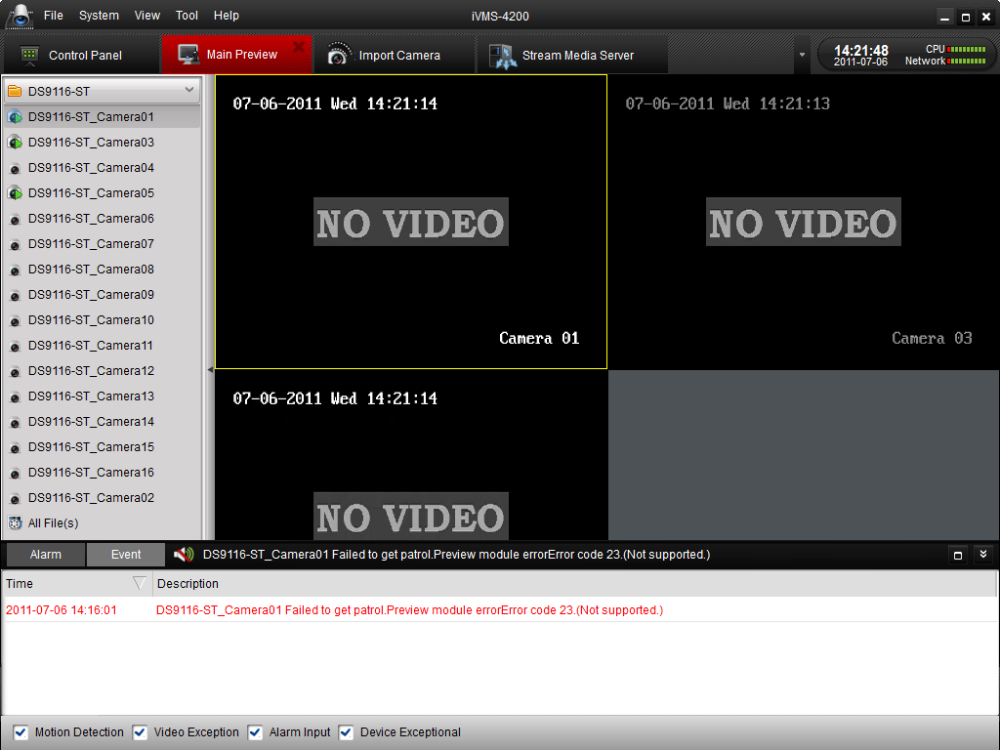 File System View Tool Help iVMS-4200
Control Panel Main Preview Import Camera Stream Media Server
14:21:48 CPU
2011-07-06 Network
DS9116-ST
DS9116-ST_Camera01
DS9116-ST_Camera03
DS9116-ST_Camera04
DS9116-ST_Camera05
DS9116-ST_Camera06
DS9116-ST_Camera07
DS9116-ST_Camera08
DS9116-ST_Camera09
DS9116-ST_Camera10
DS9116-ST_Camera11
DS9116-ST_Camera12
DS9116-ST_Camera13
DS9116-ST_Camera14
DS9116-ST_Camera15
DS9116-ST_Camera16
DS9116-ST_Camera02
All File(s)
07-06-2011 Wed 14:21:14
NO VIDEO
Camera 01
07-06-2011 Wed 14:21:13
NO VIDEO
Camera 03
07-06-2011 Wed 14:21:14
NO VIDEO
Alarm Event DS9116-ST_Camera01 Failed to get patrol.Preview module errorError code 23.(Not supported.)
Time Description
2011-07-06 14:16:01 DS9116-ST_Camera01 Failed to get patrol.Preview module errorError code 23.(Not supported.)
Motion Detection Video Exception Alarm Input Device Exceptional